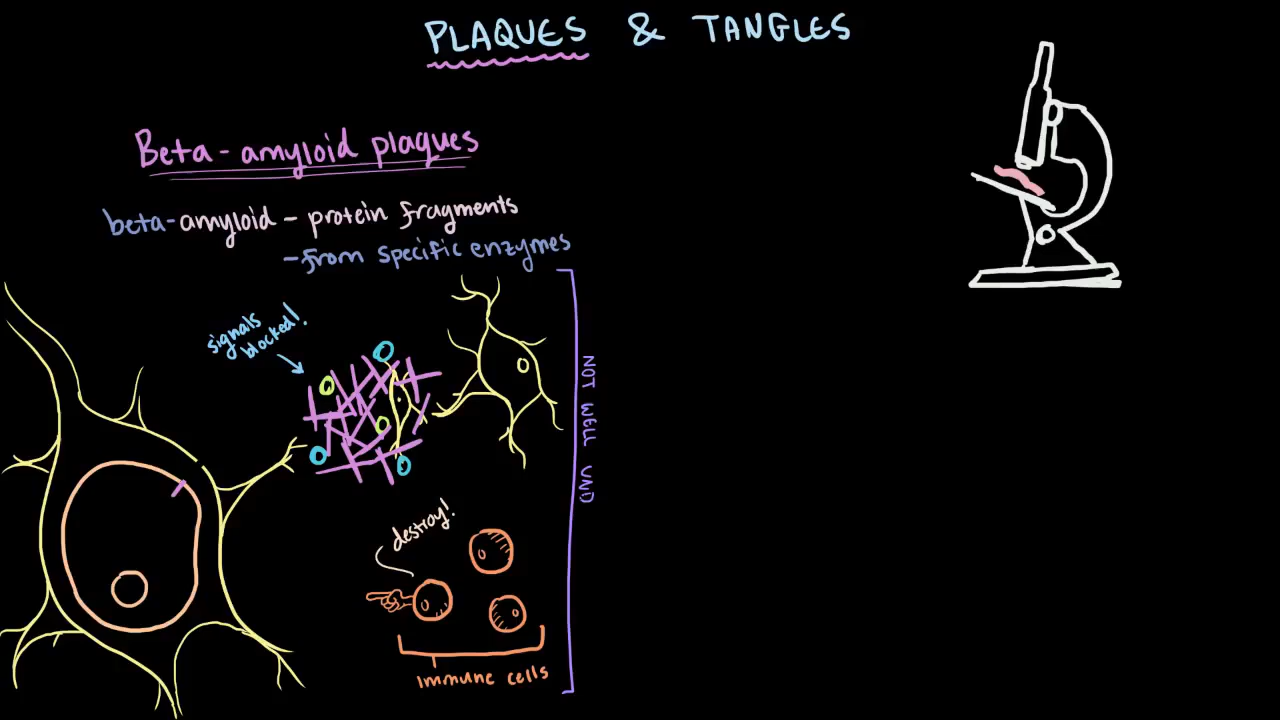 PLAQUES & TANGLES
Beta-amyloid plaques
beta-amyloid - protein fragments
- from specific enzymes
signals
blocked!
NOT WELL UND
destroy!
immune cells